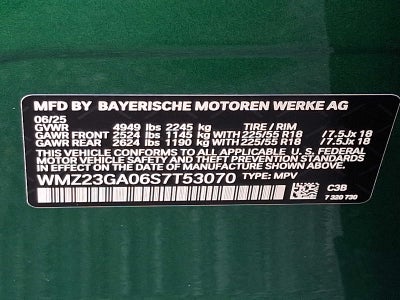 MFD BY BAYERISCHE MOTOREN WERKE AG
06/25
GVWR 4949 lbs 2245 kg TIRE / RIM
GAWR FRONT 2524 lbs 1145 kg WITH 225/55 R18 /7.5Jx 18
GAWR REAR 2624 lbs 1190 kg WITH 225/55 R18 /7.5Jx 18
THIS VEHICLE CONFORMS TO ALL APPLICABLE U.S. FEDERAL
MOTOR VEHICLE SAFETY AND THEFT PREVENTION STANDARDS
IN EFFECT ON THE DATE OF MANUFACTURE SHOWN ABOVE.
WMZ23GA06S7T53070 TYPE: MPV
C3B
7 320 730